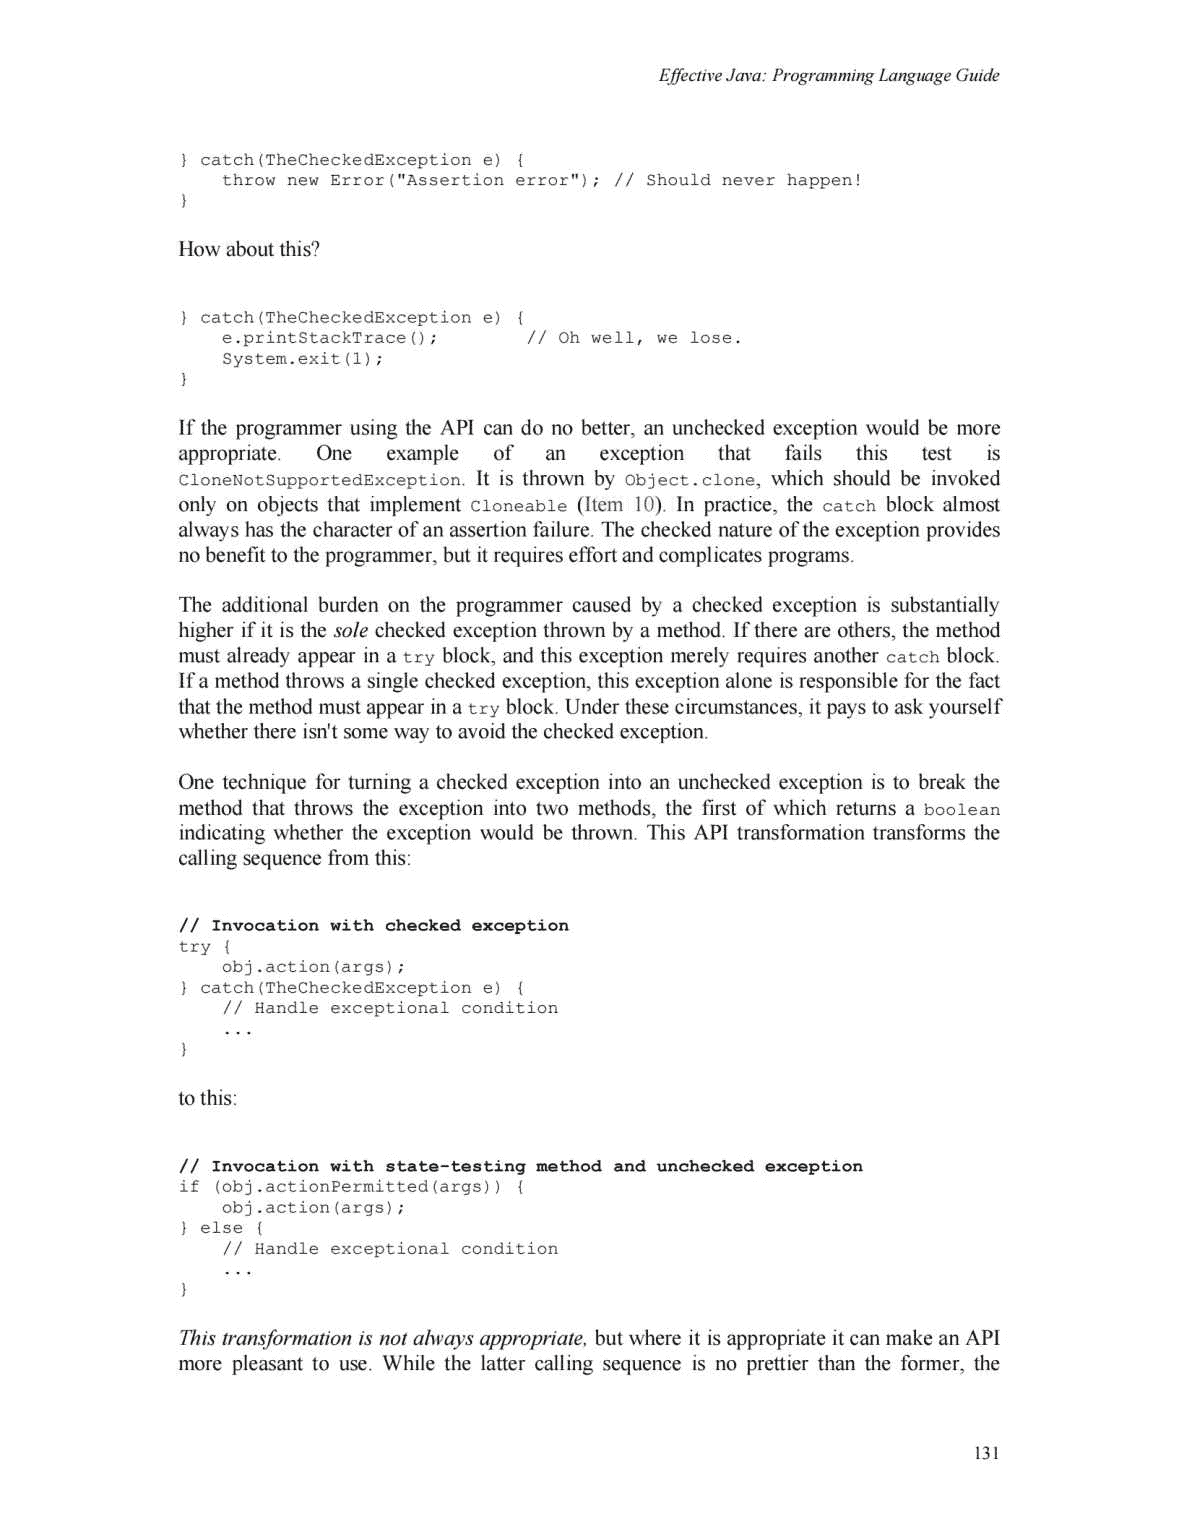 Effective Java: Programming Language Guide
} catch(TheCheckedException e) {
    throw new Error("Assertion error"); // Should never happen!
}
How about this?
} catch(TheCheckedException e) {
    e.printStackTrace();        // Oh well, we lose.
    System.exit(1);
}
If the programmer using the API can do no better, an unchecked exception would be more
appropriate. One example of an exception that fails this test is
CloneNotSupportedException. It is thrown by Object.clone, which should be invoked
only on objects that implement Cloneable (Item 10). In practice, the catch block almost
always has the character of an assertion failure. The checked nature of the exception provides
no benefit to the programmer, but it requires effort and complicates programs.
The additional burden on the programmer caused by a checked exception is substantially
higher if it is the sole checked exception thrown by a method. If there are others, the method
must already appear in a try block, and this exception merely requires another catch block.
If a method throws a single checked exception, this exception alone is responsible for the fact
that the method must appear in a try block. Under these circumstances, it pays to ask yourself
whether there isn't some way to avoid the checked exception.
One technique for turning a checked exception into an unchecked exception is to break the
method that throws the exception into two methods, the first of which returns a boolean
indicating whether the exception would be thrown. This API transformation transforms the
calling sequence from this:
// Invocation with checked exception
try {
    obj.action(args);
} catch(TheCheckedException e) {
    // Handle exceptional condition
    ...
}
to this:
// Invocation with state-testing method and unchecked exception
if (obj.actionPermitted(args)) {
    obj.action(args);
} else {
    // Handle exceptional condition
    ...
}
This transformation is not always appropriate, but where it is appropriate it can make an API
more pleasant to use. While the latter calling sequence is no prettier than the former, the
131